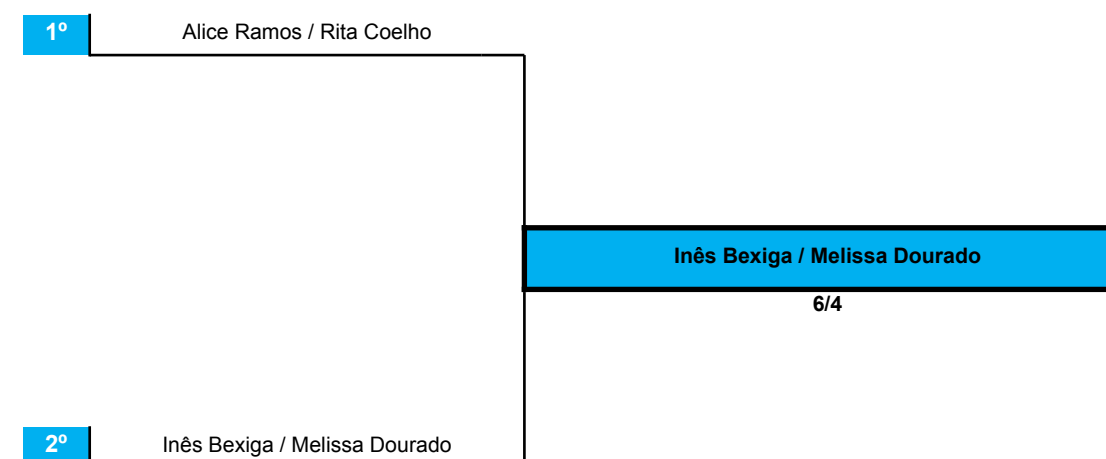 1º Alice Ramos / Rita Coelho
Inês Bexiga / Melissa Dourado
6/4
2º Inês Bexiga / Melissa Dourado